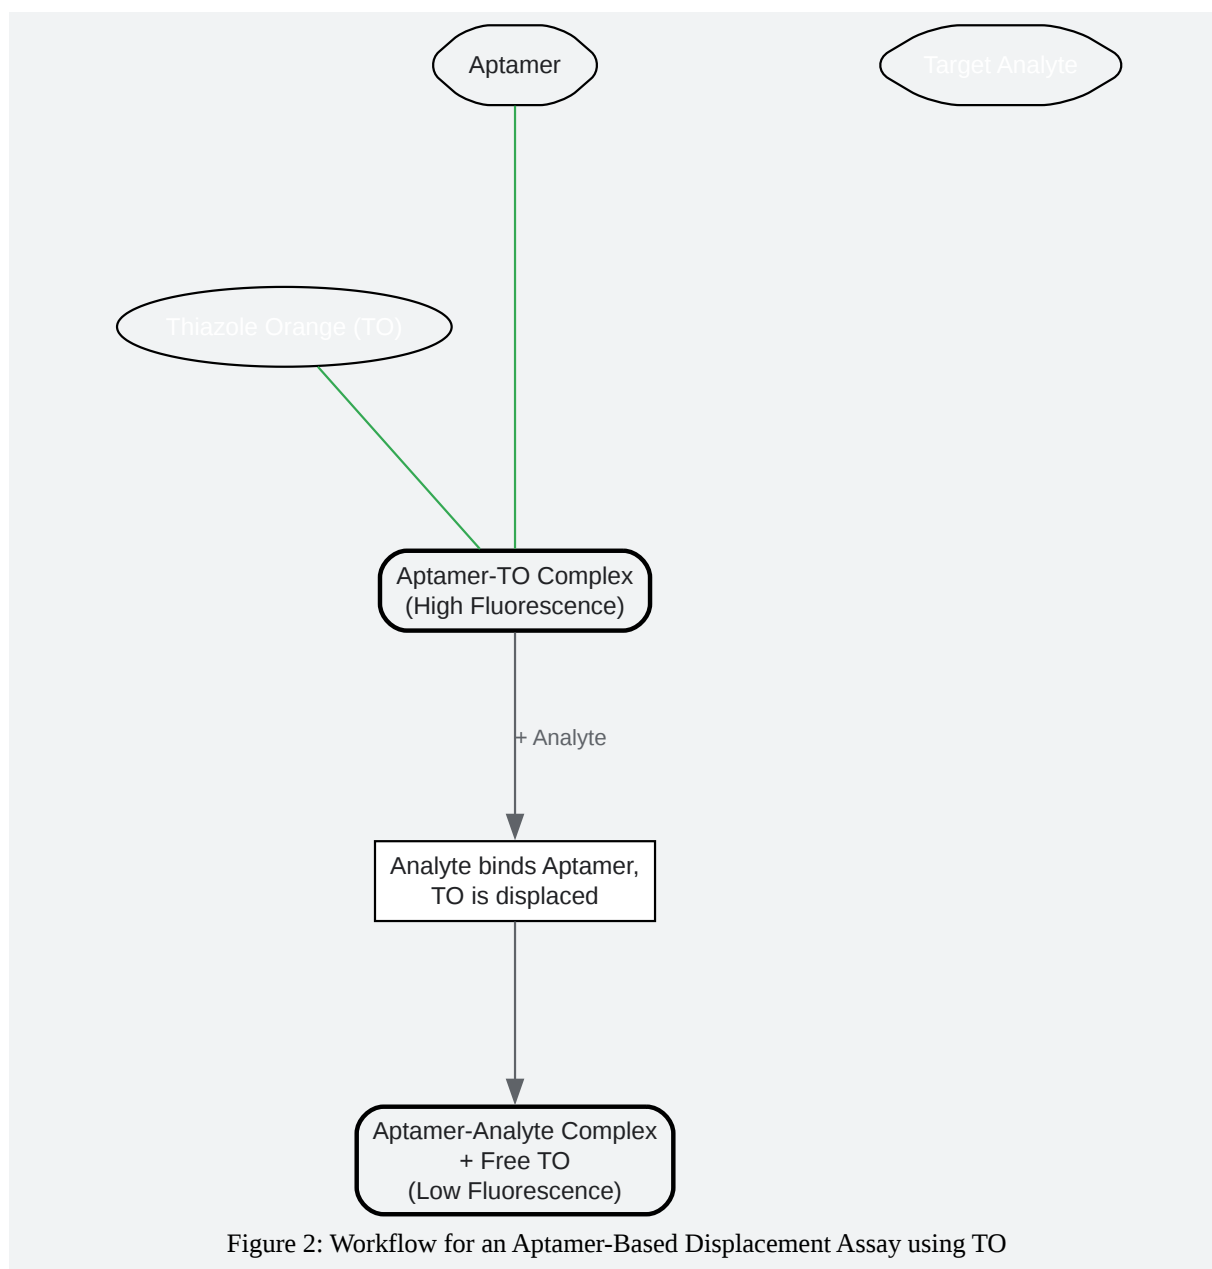 Aptamer
Target Analyte
Thiazole Orange (TO)
Aptamer-TO Complex
(High Fluorescence)
+ Analyte
Analyte binds Aptamer,
TO is displaced
Aptamer-Analyte Complex
+ Free TO
(Low Fluorescence)
Figure 2: Workflow for an Aptamer-Based Displacement Assay using TO